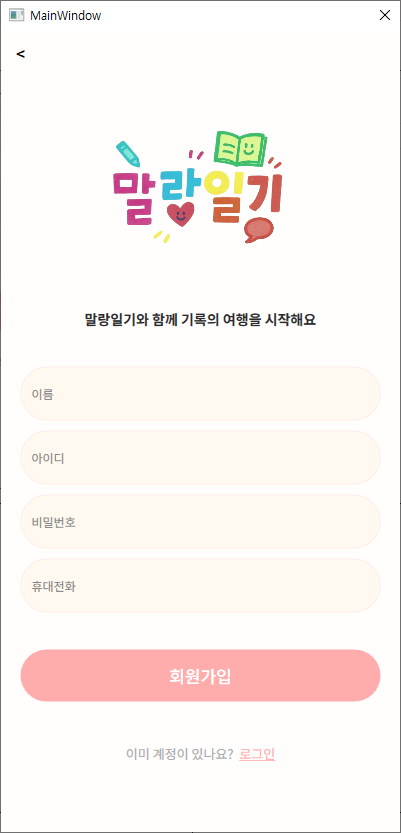 MainWindow
<
말랑일기
말랑일기와 함께 기록의 여행을 시작해요
이름
아이디
비밀번호
휴대전화
회원가입
이미 계정이 있나요? 로그인